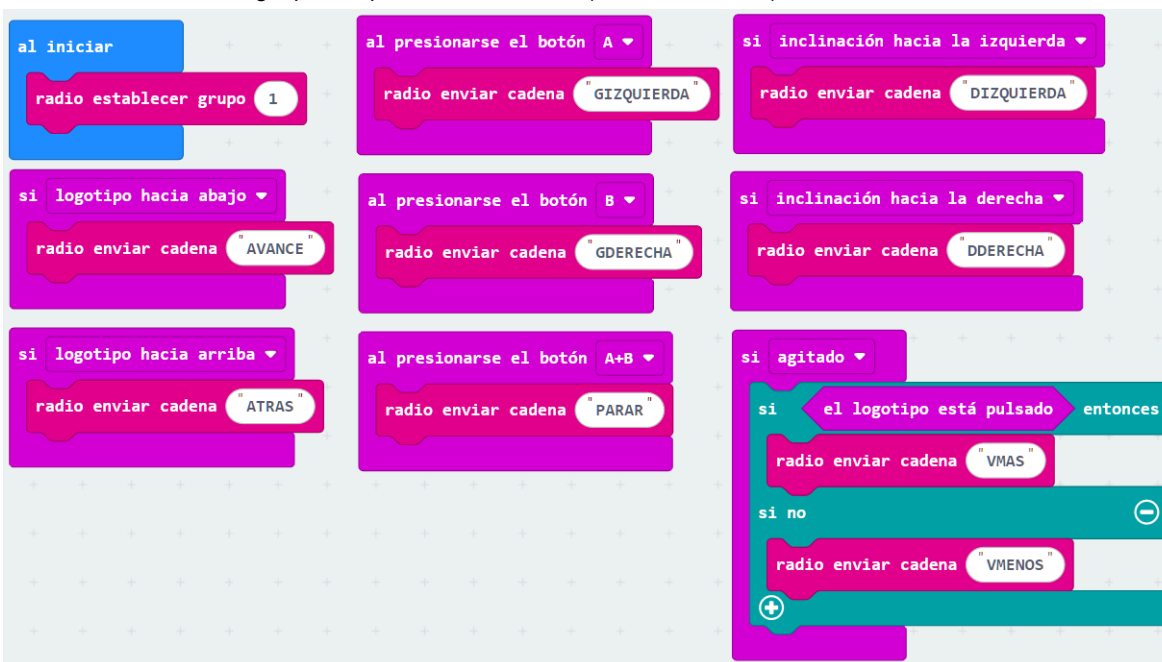 al iniciar
radio establecer grupo 1
al presionarse el botón A
radio enviar cadena "GIZQUIERDA"
si inclinación hacia la izquierda
radio enviar cadena "DIZQUIERDA"
si logotipo hacia abajo
radio enviar cadena "AVANCE"
al presionarse el botón B
radio enviar cadena "GDERECHA"
si inclinación hacia la derecha
radio enviar cadena "DDERECHA"
si logotipo hacia arriba
radio enviar cadena "ATRAS"
al presionarse el botón A+B
radio enviar cadena "PARAR"
si agitado
si el logotipo está pulsado entonces
radio enviar cadena "VMAS"
si no
radio enviar cadena "VMENOS"